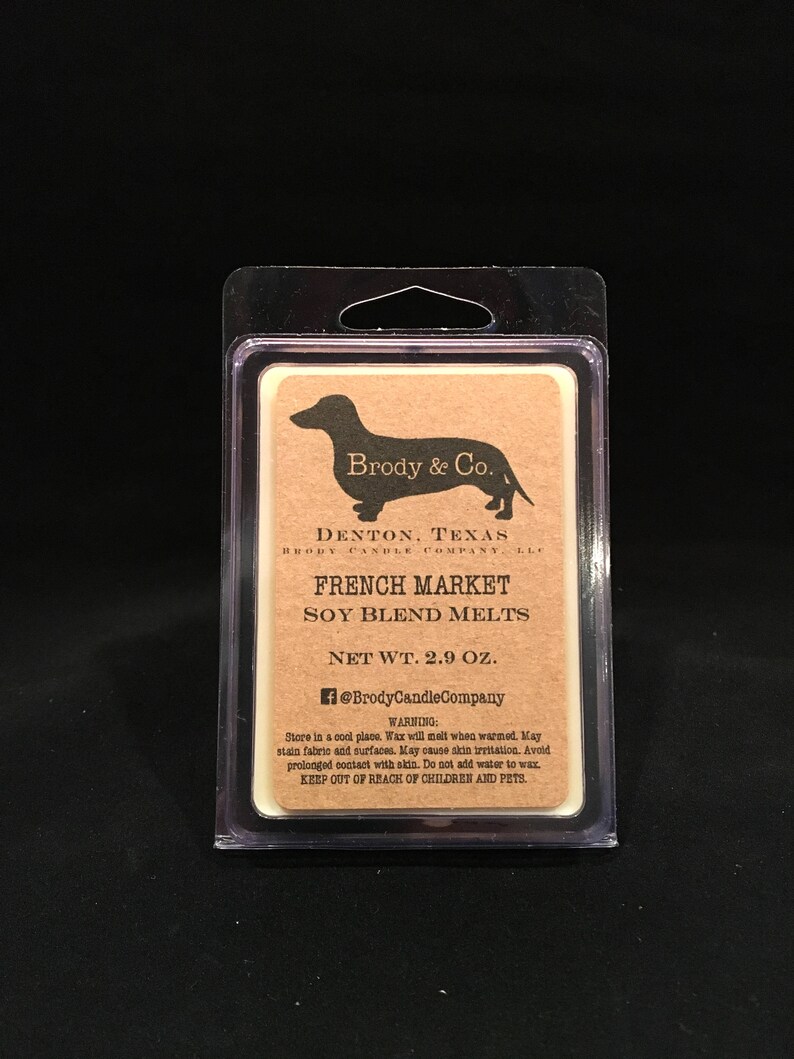 Brody & Co.
Denton, Texas
Brody Candle Company, LLC
FRENCH MARKET
Soy Blend Melts
Net Wt. 2.9 Oz.
@BrodyCandleCompany
WARNING:
Store in a cool place. Wax will melt when warmed. May
stain fabric and surfaces. May cause skin irritation. Avoid
prolonged contact with skin. Do not add water to wax.
KEEP OUT OF REACH OF CHILDREN AND PETS.